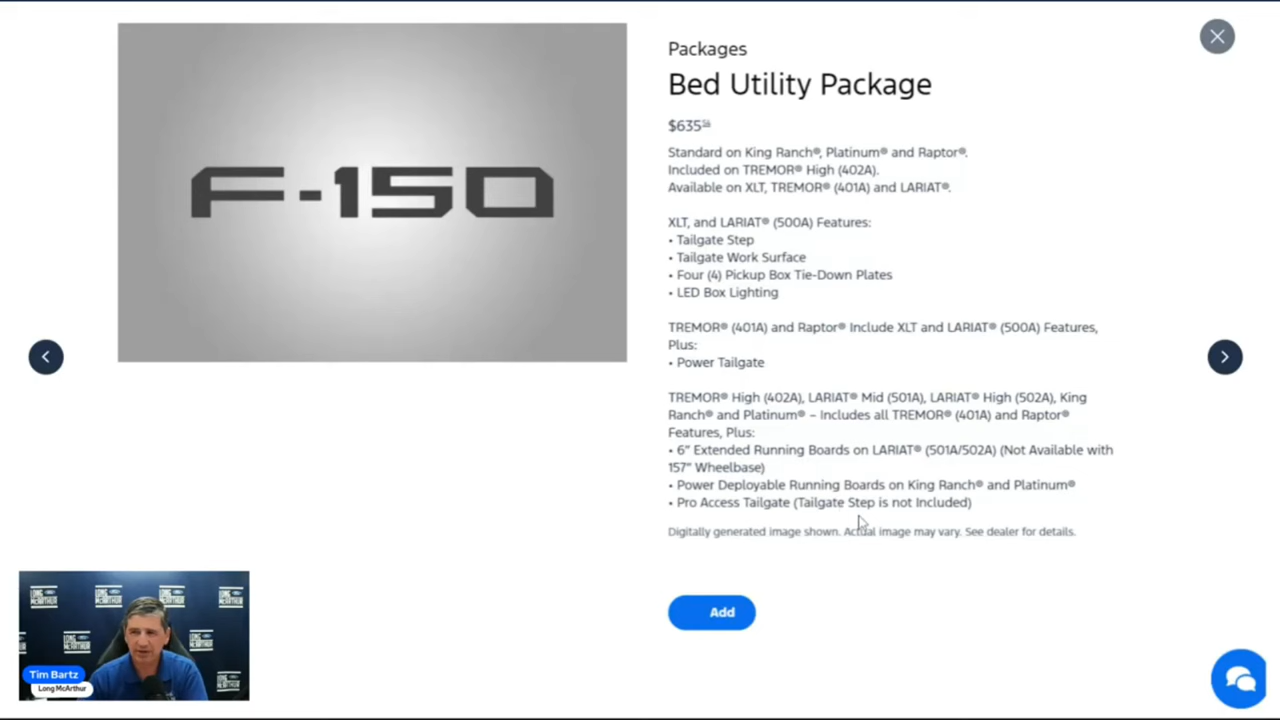 F-150
Packages
Bed Utility Package
$635⁵⁶
Standard on King Ranch®, Platinum® and Raptor®.
Included on TREMOR® High (402A).
Available on XLT, TREMOR® (401A) and LARIAT®.
XLT, and LARIAT® (500A) Features:
• Tailgate Step
• Tailgate Work Surface
• Four (4) Pickup Box Tie-Down Plates
• LED Box Lighting
TREMOR® (401A) and Raptor® Include XLT and LARIAT® (500A) Features,
Plus:
• Power Tailgate
TREMOR® High (402A), LARIAT® Mid (501A), LARIAT® High (502A), King
Ranch® and Platinum® – Includes all TREMOR® (401A) and Raptor®
Features, Plus:
• 6” Extended Running Boards on LARIAT® (501A/502A) (Not Available with
157” Wheelbase)
• Power Deployable Running Boards on King Ranch® and Platinum®
• Pro Access Tailgate (Tailgate Step is not Included)
Digitally generated image shown. Actual image may vary. See dealer for details.
Add
LONG McARTHUR
Tim Bartz
Long McArthur